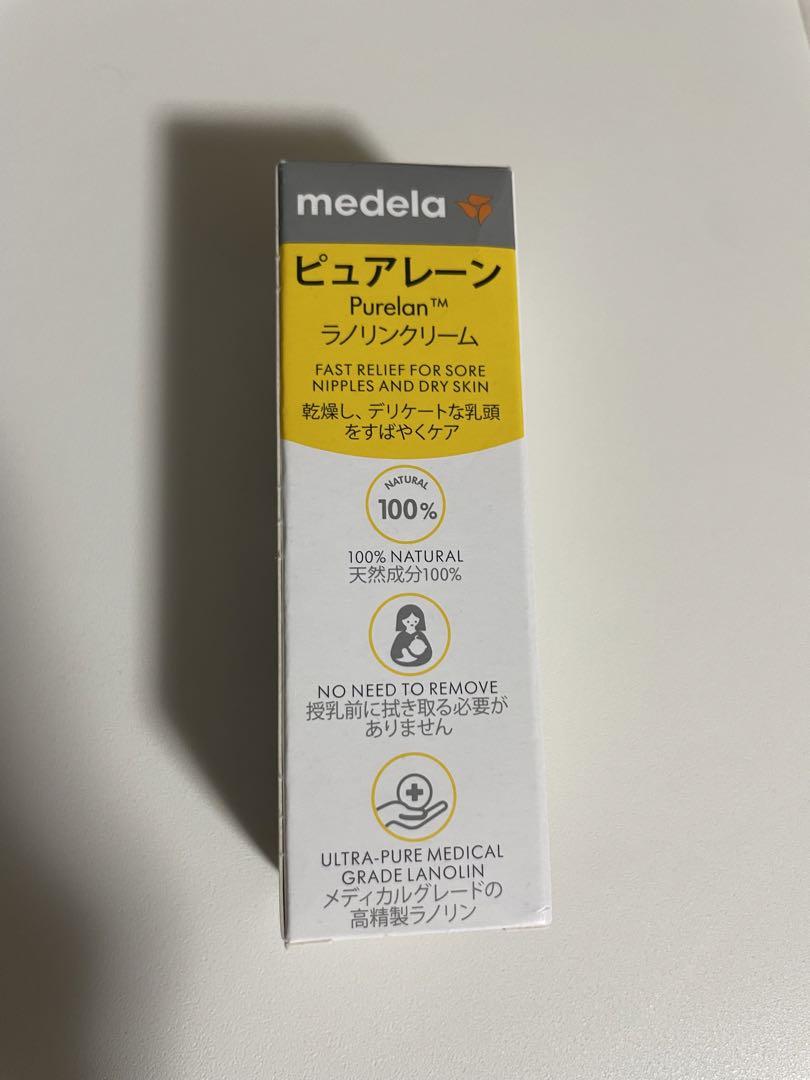 medela
ピュアレーン
Purelan™
ラノリンクリーム
FAST RELIEF FOR SORE
NIPPLES AND DRY SKIN
乾燥し、デリケートな乳頭
をすばやくケア
NATURAL
100%
100% NATURAL
天然成分100%
NO NEED TO REMOVE
授乳前に拭き取る必要が
ありません
ULTRA-PURE MEDICAL
GRADE LANOLIN
メディカルグレードの
高精製ラノリン